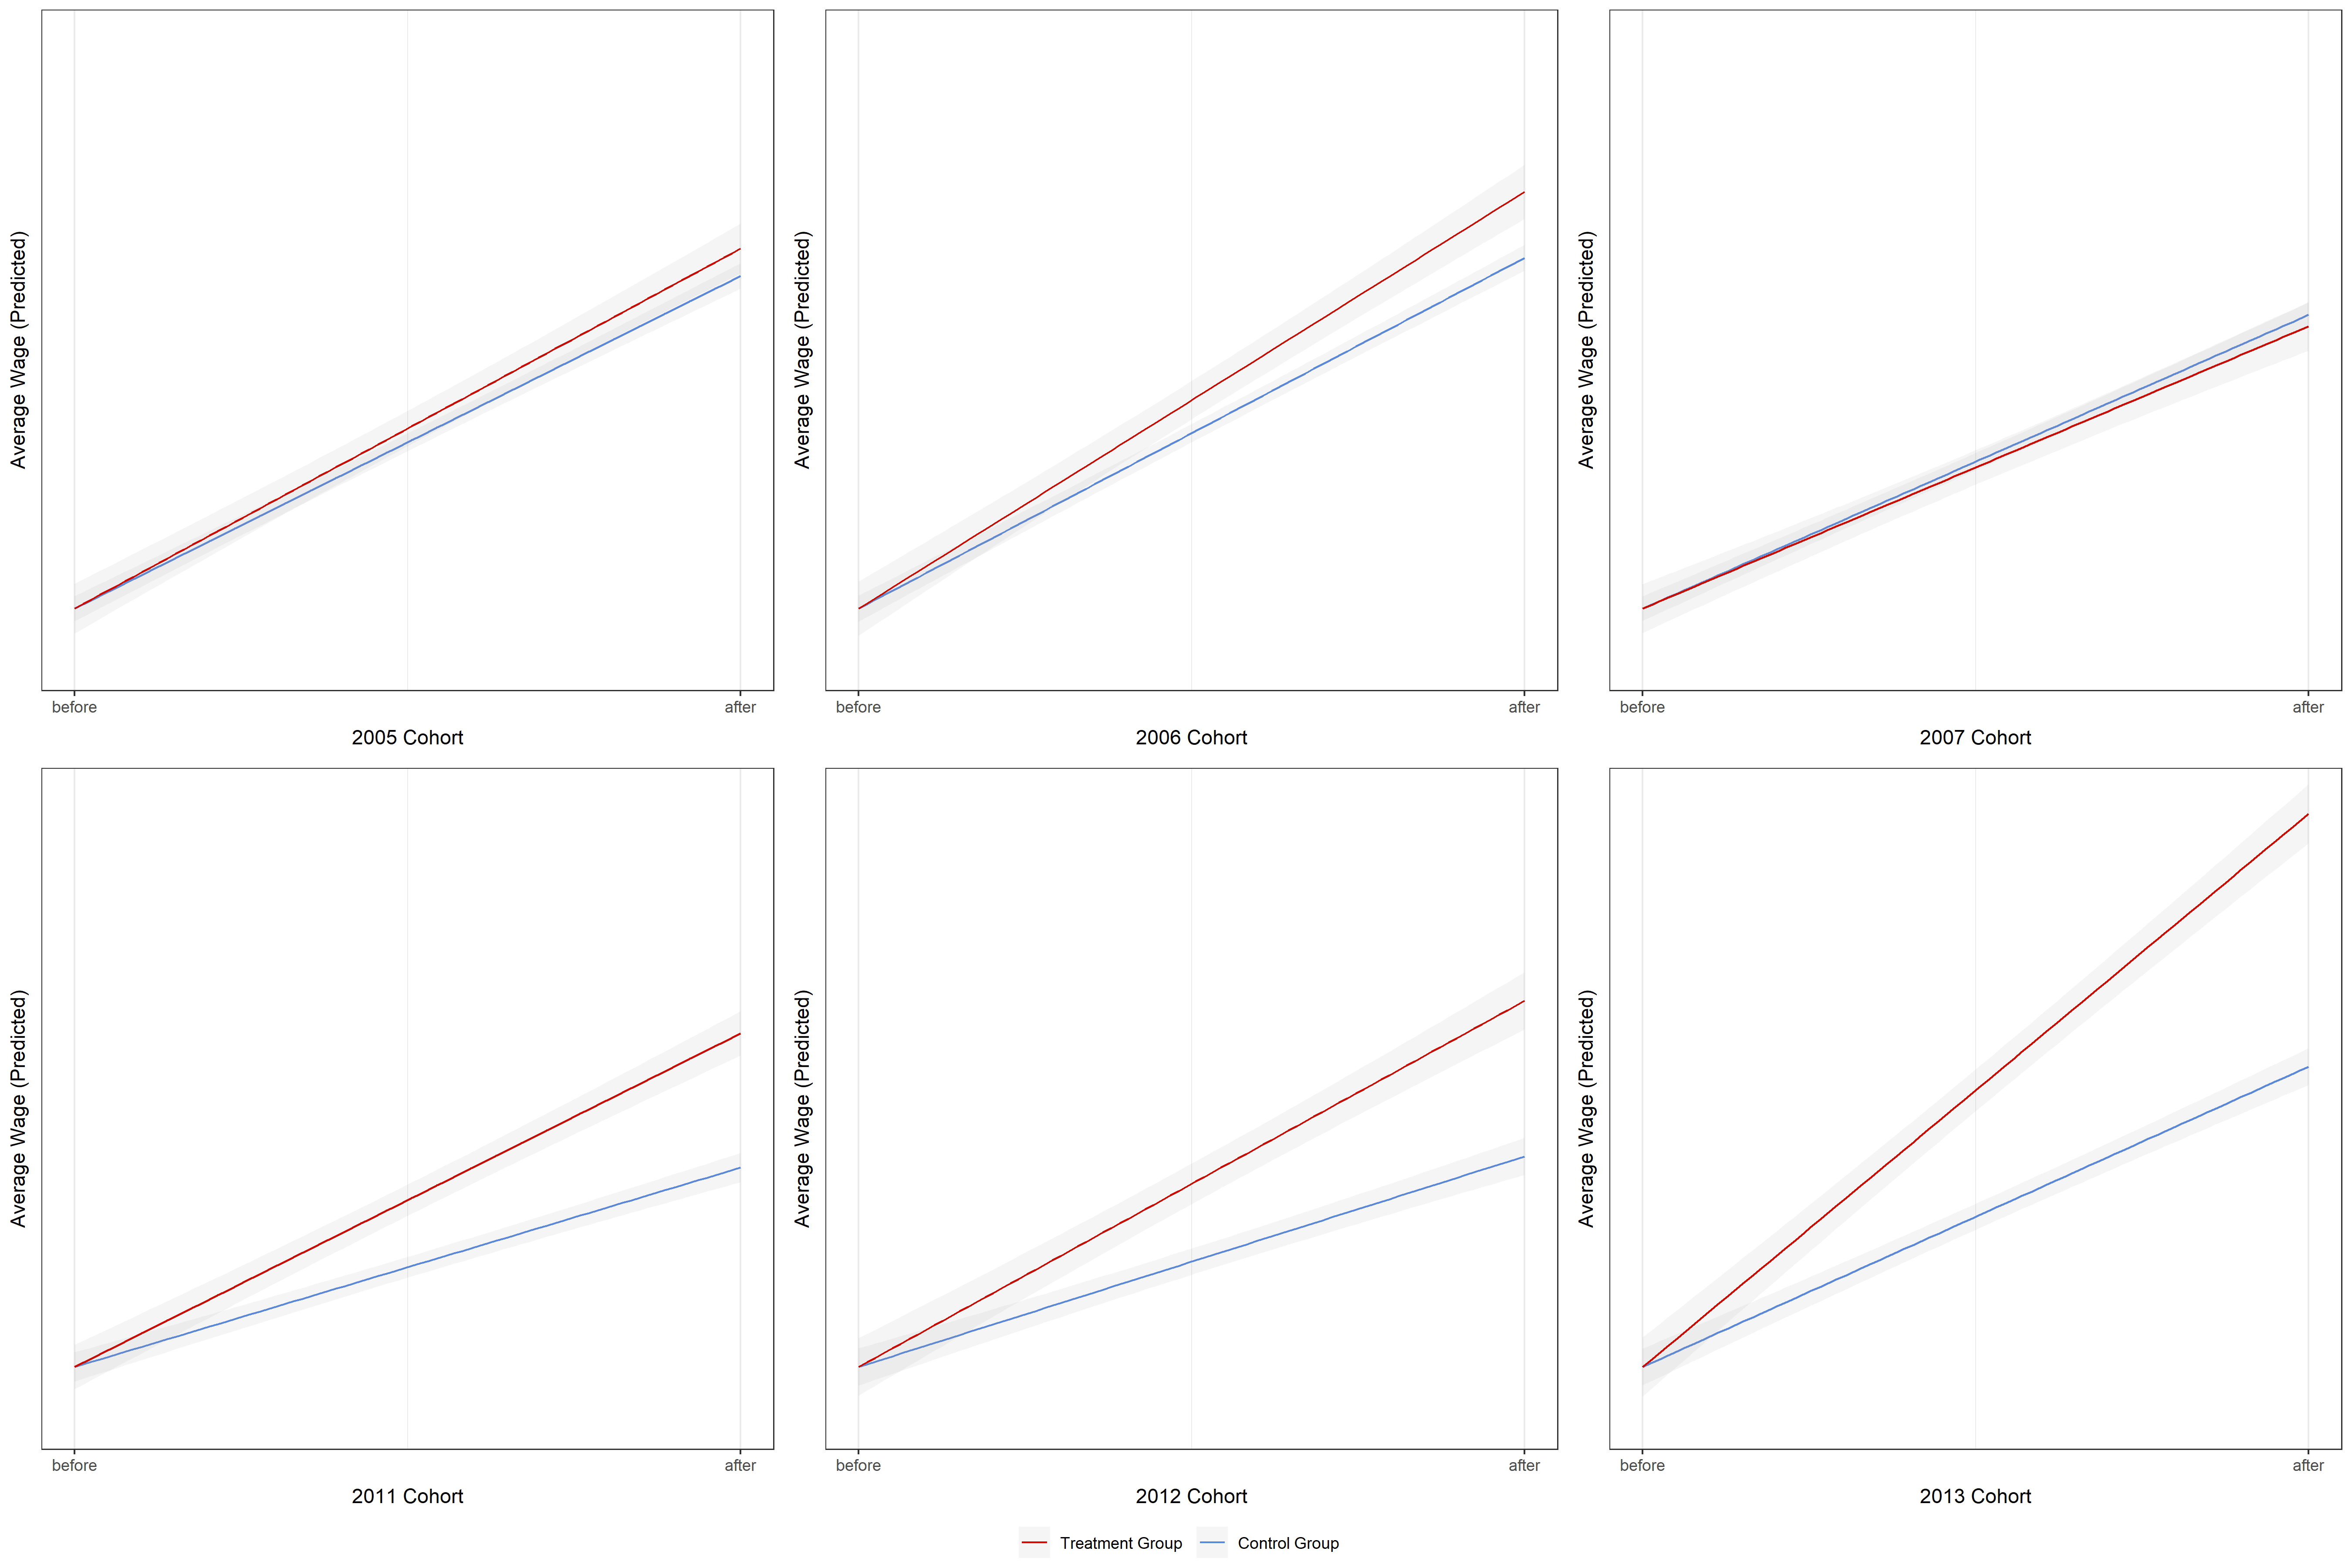 Average Wage (Predicted)
before
after
2005 Cohort
Average Wage (Predicted)
before
after
2006 Cohort
Average Wage (Predicted)
before
after
2007 Cohort
Average Wage (Predicted)
before
after
2011 Cohort
Average Wage (Predicted)
before
after
2012 Cohort
Average Wage (Predicted)
before
after
2013 Cohort
Treatment Group
Control Group